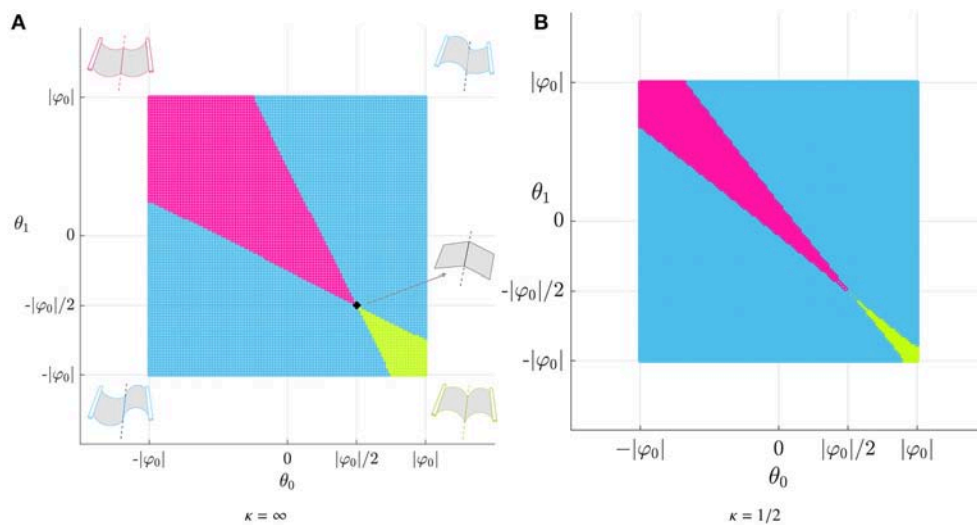 A
|φ₀|
θ₁
0
-|φ₀|/2
-|φ₀|
-|φ₀|
0
|φ₀|/2
|φ₀|
θ₀
κ = ∞
B
|φ₀|
θ₁
0
-|φ₀|/2
-|φ₀|
−|φ₀|
0
|φ₀|/2
|φ₀|
θ₀
κ = 1/2